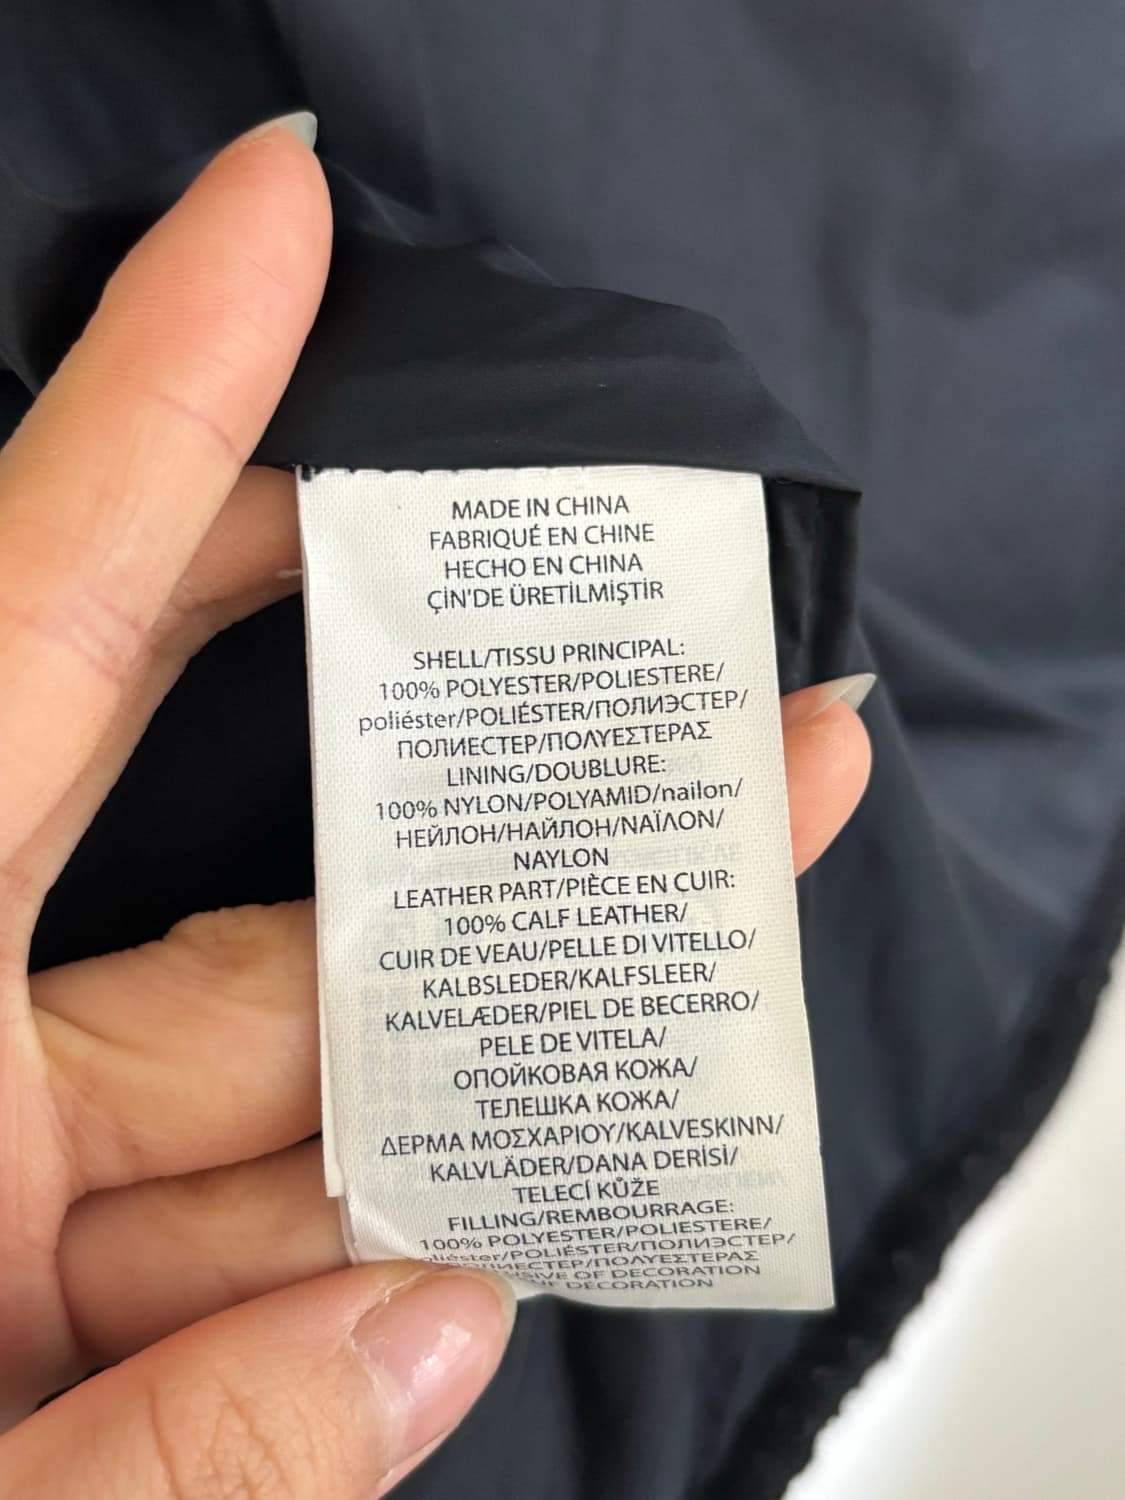 MADE IN CHINA
FABRIQUÉ EN CHINE
HECHO EN CHINA
ÇİN'DE ÜRETİLMİŞTİR
SHELL/TISSU PRINCIPAL:
100% POLYESTER/POLIESTERE/
poliéster/POLIÉSTER/ПОЛИЭСТЕР/
ПОЛИЕСТЕР/ΠΟΛΥΕΣΤΕΡΑΣ
LINING/DOUBLURE:
100% NYLON/POLYAMID/nailon/
НЕЙЛОН/НАЙЛОН/ΝΑΪΛΟΝ/
NAYLON
LEATHER PART/PIÈCE EN CUIR:
100% CALF LEATHER/
CUIR DE VEAU/PELLE DI VITELLO/
KALBSLEDER/KALFSLEER/
KALVELÆDER/PIEL DE BECERRO/
PELE DE VITELA/
ОПОЙКОВАЯ КОЖА/
ТЕЛЕШКА КОЖА/
ΔΕΡΜΑ ΜΟΣΧΑΡΙΟΥ/KALVESKINN/
KALVLÄDER/DANA DERİSİ/
TELECÍ KŮŽE
FILLING/REMBOURRAGE:
100% POLYESTER/POLIESTERE/
POLIÉSTER/ПОЛИЭСТЕР/
ΠΟΛΥΕΣΤΕΡΑΣ
OF DECORATION
DECORATION